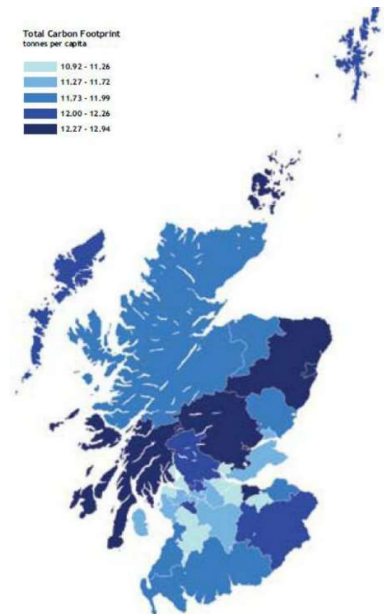 Total Carbon Footprint
tonnes per capita
10.92 - 11.26
11.27 - 11.72
11.73 - 11.99
12.00 - 12.26
12.27 - 12.94